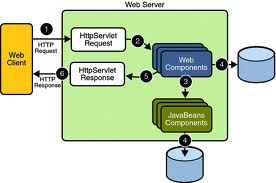 Web Server
1
Web
Client
HTTP
Request
HttpServlet
Request
2
Web
Components
4
6
HTTP
Response
HttpServlet
Response
5
3
JavaBeans
Components
4